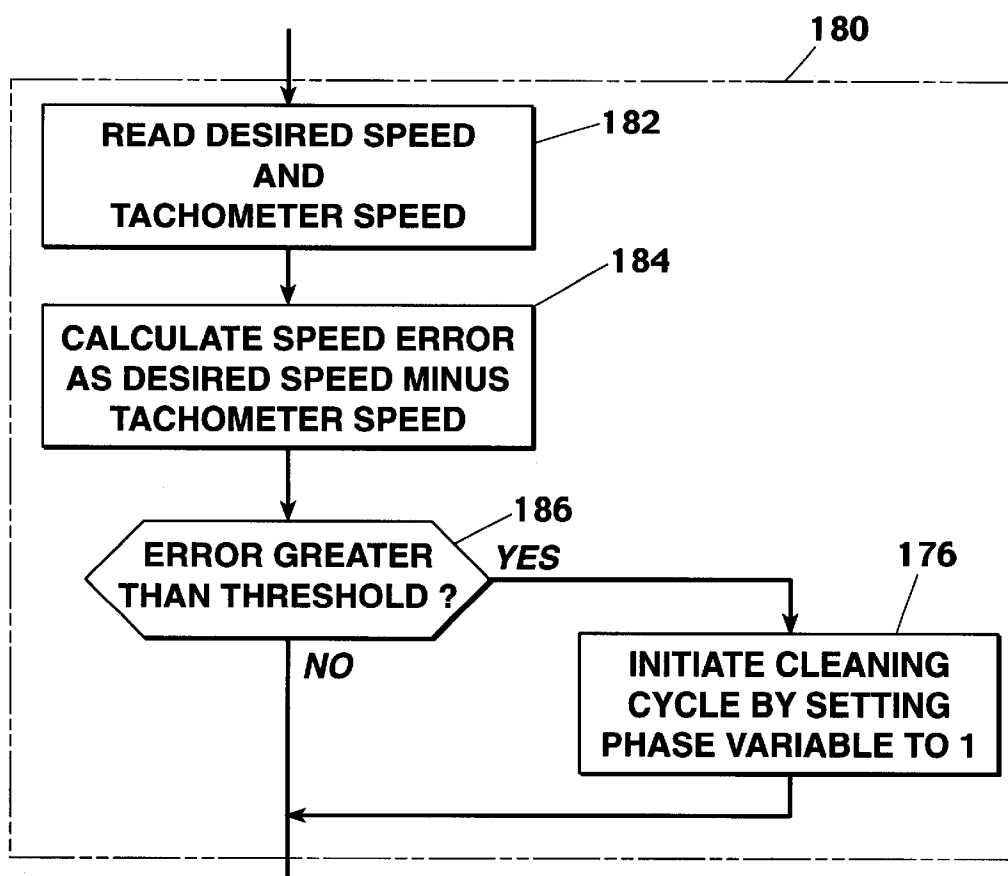 180
READ DESIRED SPEED
AND
TACHOMETER SPEED
182
184
CALCULATE SPEED ERROR
AS DESIRED SPEED MINUS
TACHOMETER SPEED
186
ERROR GREATER
THAN THRESHOLD ?
YES
NO
176
INITIATE CLEANING
CYCLE BY SETTING
PHASE VARIABLE TO 1